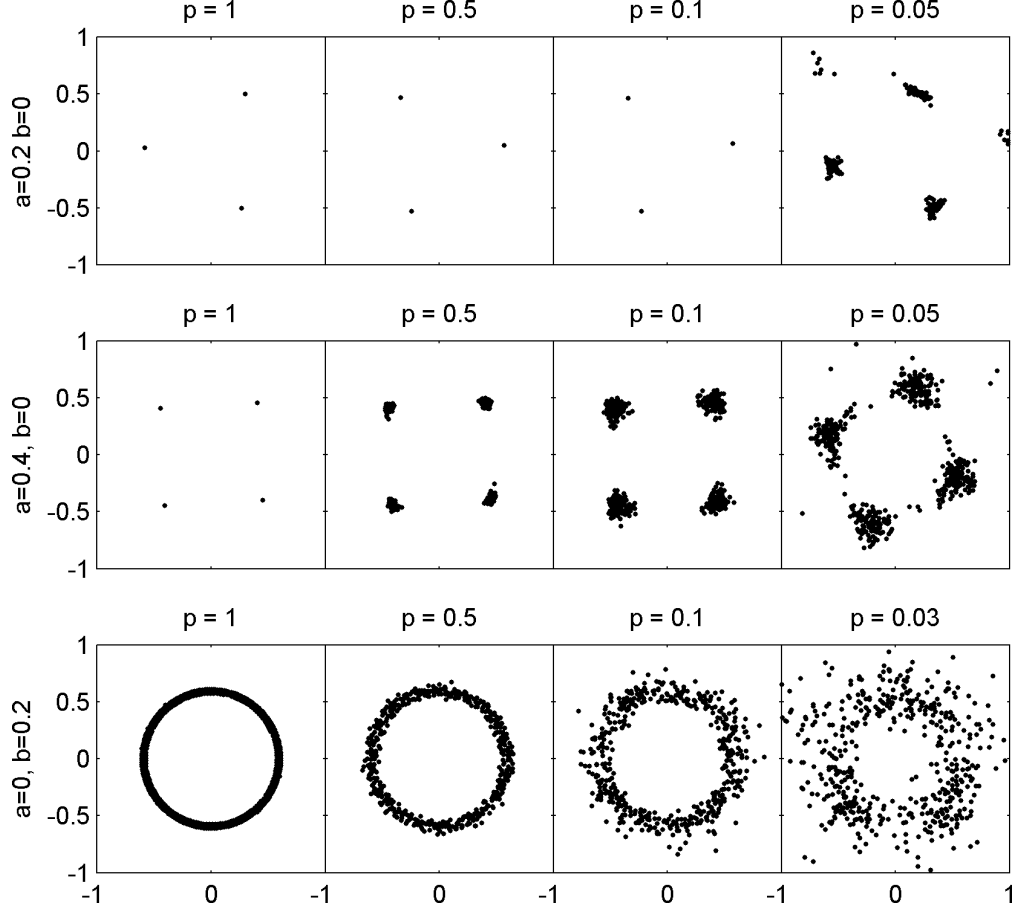 p = 1 p = 0.5 p = 0.1 p = 0.05
a=0.2 b=0
1
0.5
0
-0.5
-1
p = 1 p = 0.5 p = 0.1 p = 0.05
a=0.4, b=0
1
0.5
0
-0.5
-1
p = 1 p = 0.5 p = 0.1 p = 0.03
a=0, b=0.2
1
0.5
0
-0.5
-1
-1 0 -1 0 -1 0 -1 0 1